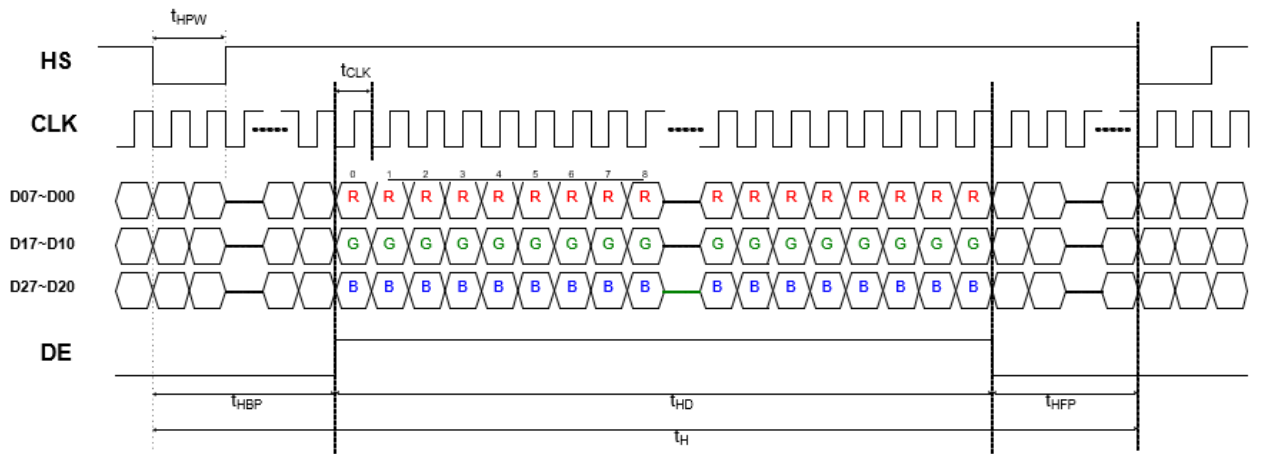 tHPW
HS
tCLK
CLK
0 1 2 3 4 5 6 7 8
D07~D00 R R R R R R R R R R R R R R R R R
D17~D10 G G G G G G G G G G G G G G G G G
D27~D20 B B B B B B B B B B B B B B B B B
DE
tHBP tHD tHFP
tH